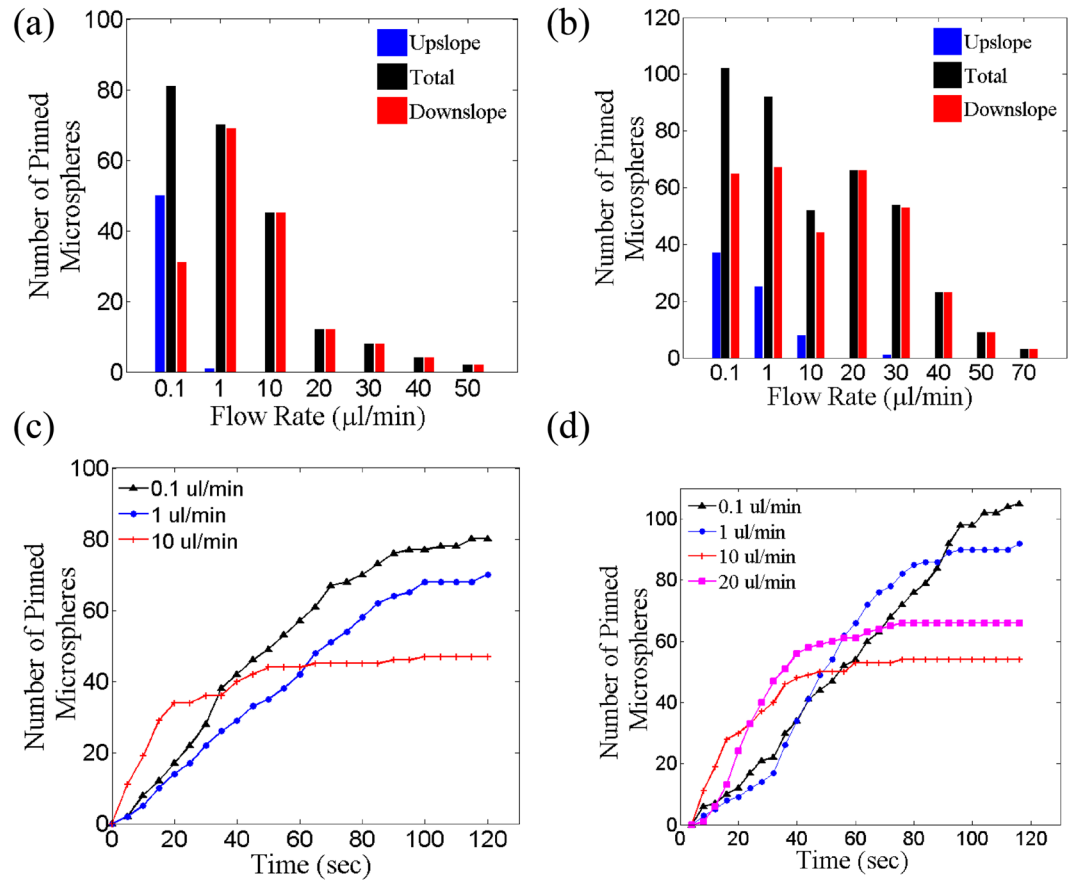 (a)
100
80
60
40
20
0
Number of Pinned
Microspheres
Upslope
Total
Downslope
0.1 1 10 20 30 40 50
Flow Rate (μl/min)
(b)
120
100
80
60
40
20
0
Number of Pinned
Microspheres
Upslope
Total
Downslope
0.1 1 10 20 30 40 50 70
Flow Rate (μl/min)
(c)
100
80
60
40
20
0
Number of Pinned
Microspheres
0.1 ul/min
1 ul/min
10 ul/min
0 20 40 60 80 100 120
Time (sec)
(d)
100
80
60
40
20
0
Number of Pinned
Microspheres
0.1 ul/min
1 ul/min
10 ul/min
20 ul/min
0 20 40 60 80 100 120
Time (sec)